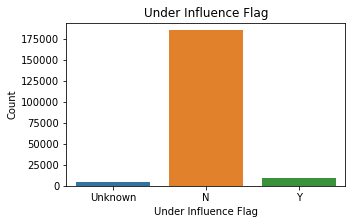 Under Influence Flag
175000
150000
125000
100000
75000
50000
25000
0
Count
Unknown N Y
Under Influence Flag